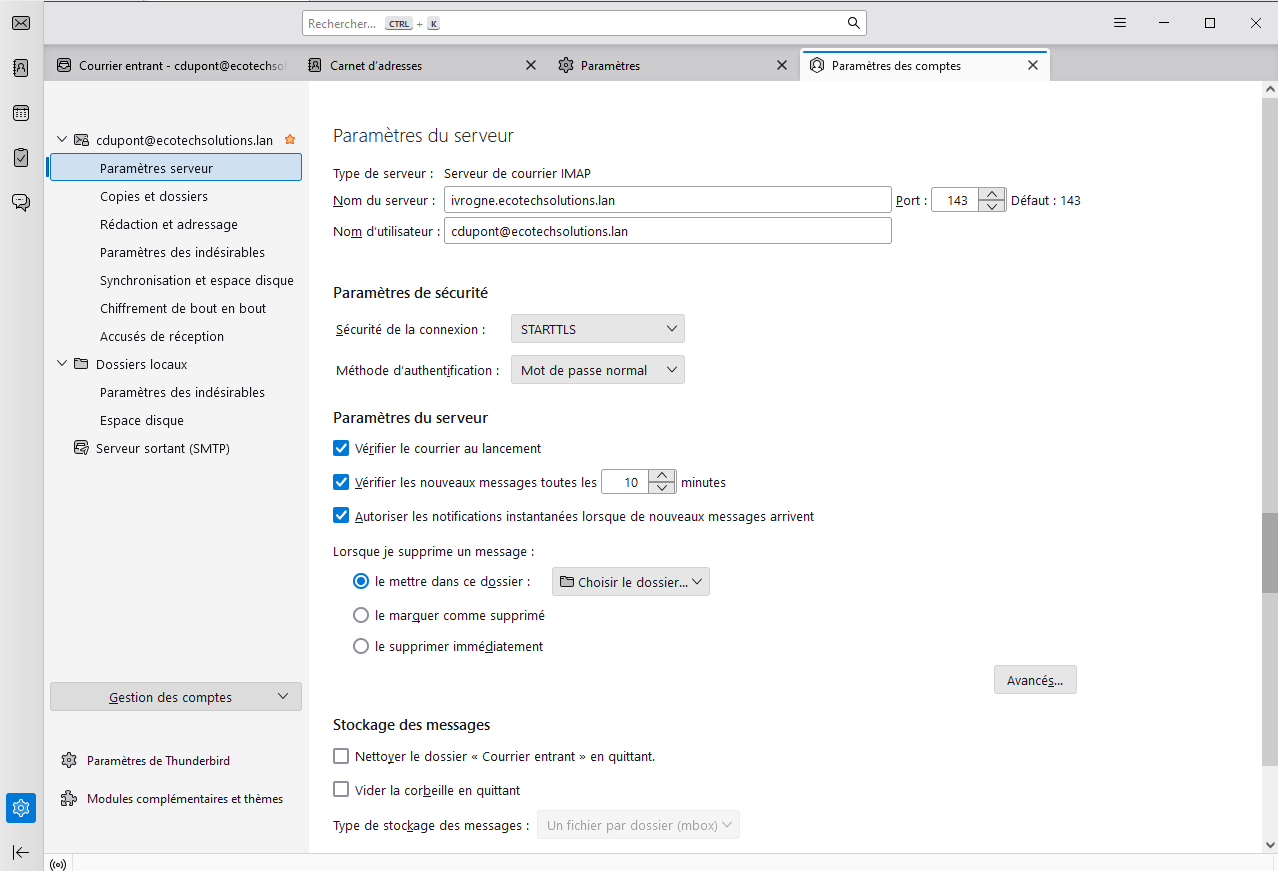 Rechercher... CTRL + K
Courrier entrant - cdupont@ecotechsol
Carnet d'adresses
Paramètres
Paramètres des comptes
cdupont@ecotechsolutions.lan
Paramètres serveur
Copies et dossiers
Rédaction et adressage
Paramètres des indésirables
Synchronisation et espace disque
Chiffrement de bout en bout
Accusés de réception
Dossiers locaux
Paramètres des indésirables
Espace disque
Serveur sortant (SMTP)
Gestion des comptes
Paramètres de Thunderbird
Modules complémentaires et thèmes
Paramètres du serveur
Type de serveur : Serveur de courrier IMAP
Nom du serveur : ivrogne.ecotechsolutions.lan Port : 143 Défaut : 143
Nom d'utilisateur : cdupont@ecotechsolutions.lan
Paramètres de sécurité
Sécurité de la connexion : STARTTLS
Méthode d'authentification : Mot de passe normal
Paramètres du serveur
Vérifier le courrier au lancement
Vérifier les nouveaux messages toutes les 10 minutes
Autoriser les notifications instantanées lorsque de nouveaux messages arrivent
Lorsque je supprime un message :
le mettre dans ce dossier : Choisir le dossier...
le marquer comme supprimé
le supprimer immédiatement
Avancés...
Stockage des messages
Nettoyer le dossier « Courrier entrant » en quittant.
Vider la corbeille en quittant
Type de stockage des messages : Un fichier par dossier (mbox)